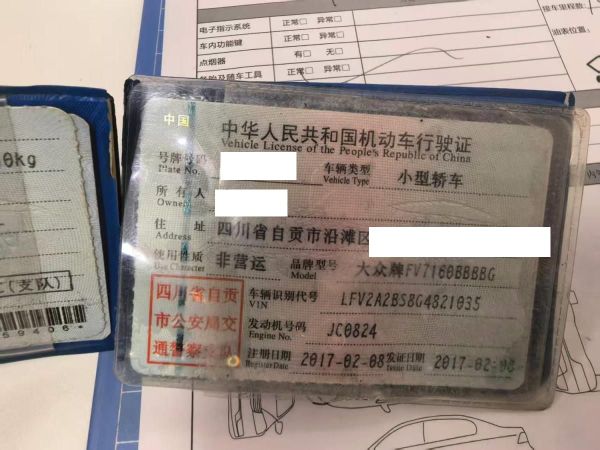 电子指示系统 正常□ 异常□
车内功能键 正常□ 异常□
点烟器 有□ 无□
备胎及随车工具 正常□ 异常□
油表位置:
0kg
(支队)
中国
中华人民共和国机动车行驶证
Vehicle License of the People's Republic of China
号牌号码
Plate No.
车辆类型 小型轿车
Vehicle Type
所有人
Owner
住址 四川省自贡市沿滩区
Address
使用性质 非营运 品牌型号 大众牌FV7160BBBBG
Use Character Model
四川省自贡
市公安局交
通警察支队
车辆识别代号 LFV2A2BS8G4821035
VIN
发动机号码 JC0824
Engine No.
注册日期 2017-02-08 发证日期 2017-02-08
Register Date Issue Date